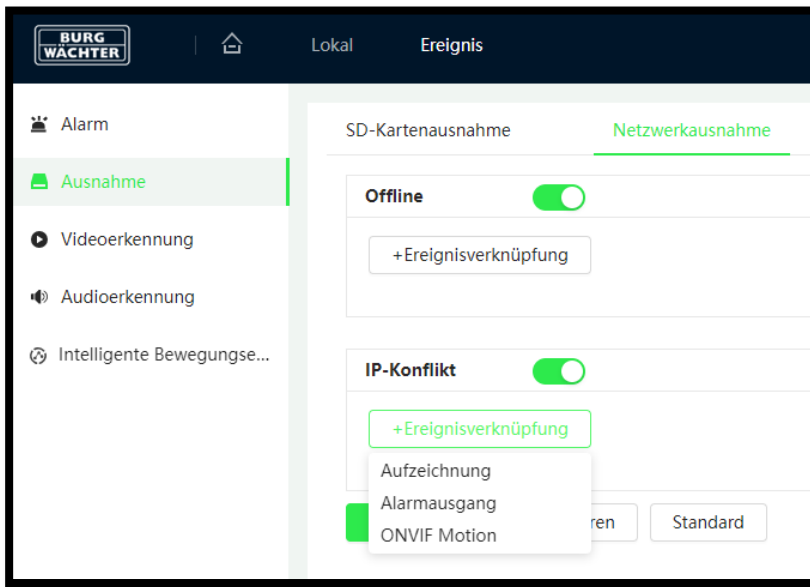 BURG
WÄCHTER
Lokal
Ereignis
Alarm
Ausnahme
Videoerkennung
Audioerkennung
Intelligente Bewegungse...
SD-Kartenausnahme
Netzwerkausnahme
Offline
+Ereignisverknüpfung
IP-Konflikt
+Ereignisverknüpfung
Aufzeichnung
Alarmausgang
ONVIF Motion
ren
Standard